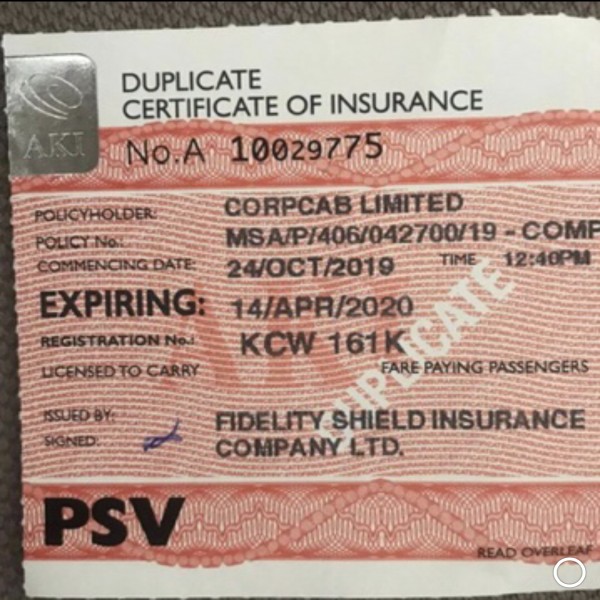 DUPLICATE
CERTIFICATE OF INSURANCE
AKI
No.A 10029775
POLICYHOLDER: CORPCAB LIMITED
POLICY No.: MSA/P/406/042700/19 - COMP
COMMENCING DATE: 24/OCT/2019 TIME 12:40PM
EXPIRING: 14/APR/2020
REGISTRATION No.: KCW 161K
LICENSED TO CARRY FARE PAYING PASSENGERS
DUPLICATE
ISSUED BY: FIDELITY SHIELD INSURANCE
SIGNED: COMPANY LTD.
PSV
READ OVERLEAF